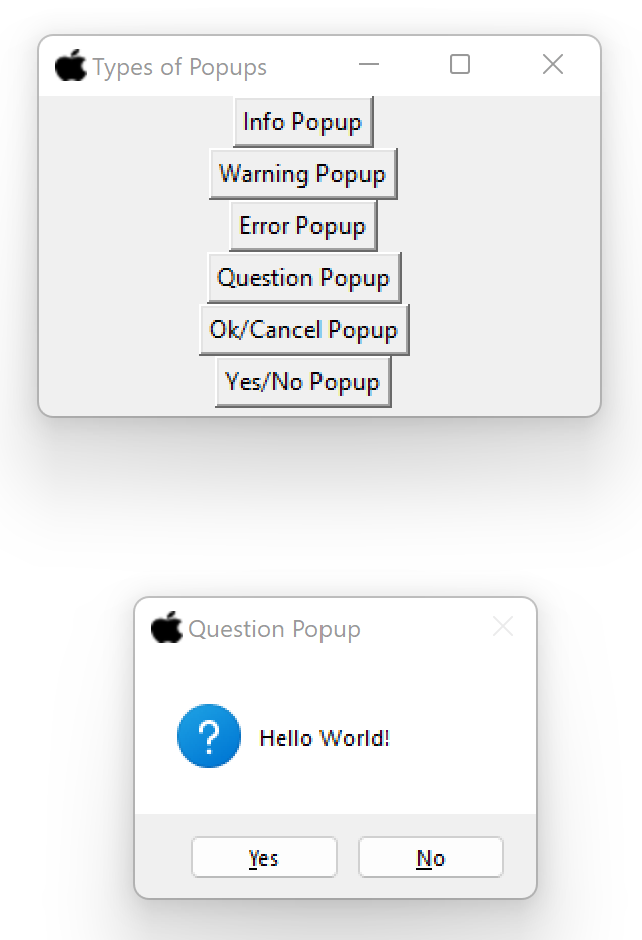 Types of Popups
Info Popup
Warning Popup
Error Popup
Question Popup
Ok/Cancel Popup
Yes/No Popup
Question Popup
?
Hello World!
Yes No